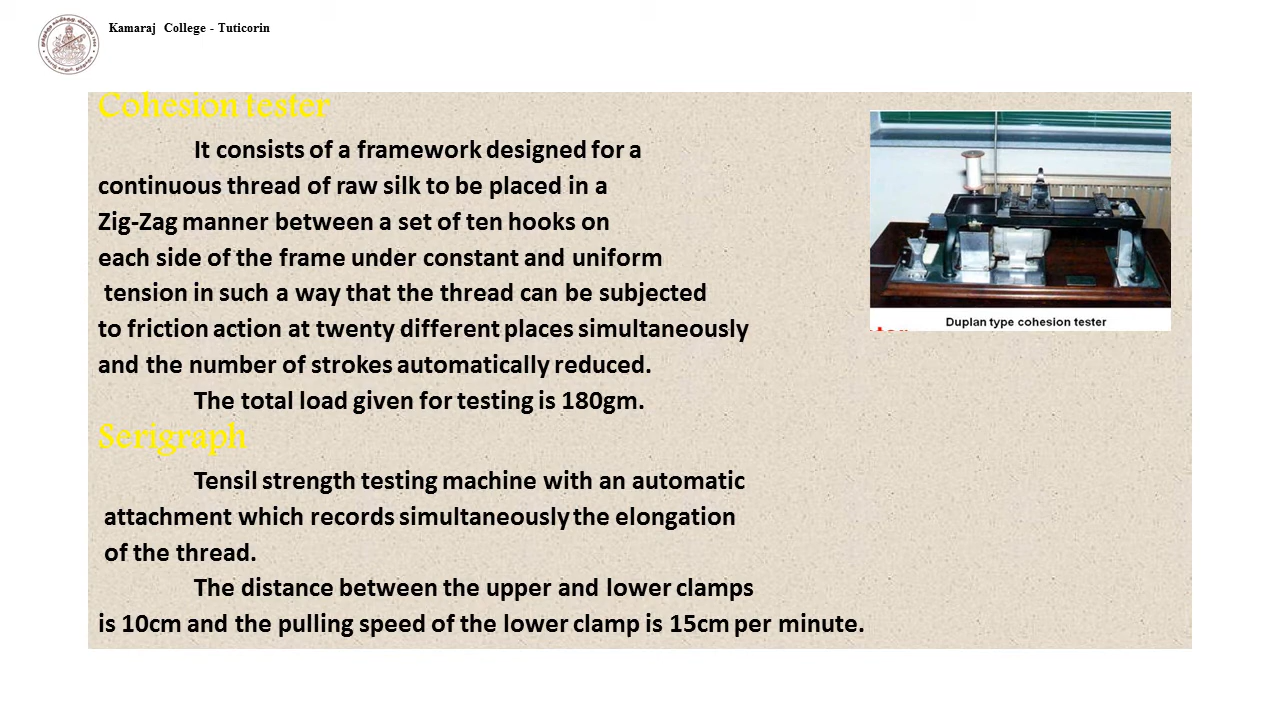 Kamaraj College - Tuticorin
Cohesion tester
It consists of a framework designed for a
continuous thread of raw silk to be placed in a
Zig-Zag manner between a set of ten hooks on
each side of the frame under constant and uniform
tension in such a way that the thread can be subjected
to friction action at twenty different places simultaneously
and the number of strokes automatically reduced.
The total load given for testing is 180gm.
Duplan type cohesion tester
Serigraph
Tensil strength testing machine with an automatic
attachment which records simultaneously the elongation
of the thread.
The distance between the upper and lower clamps
is 10cm and the pulling speed of the lower clamp is 15cm per minute.